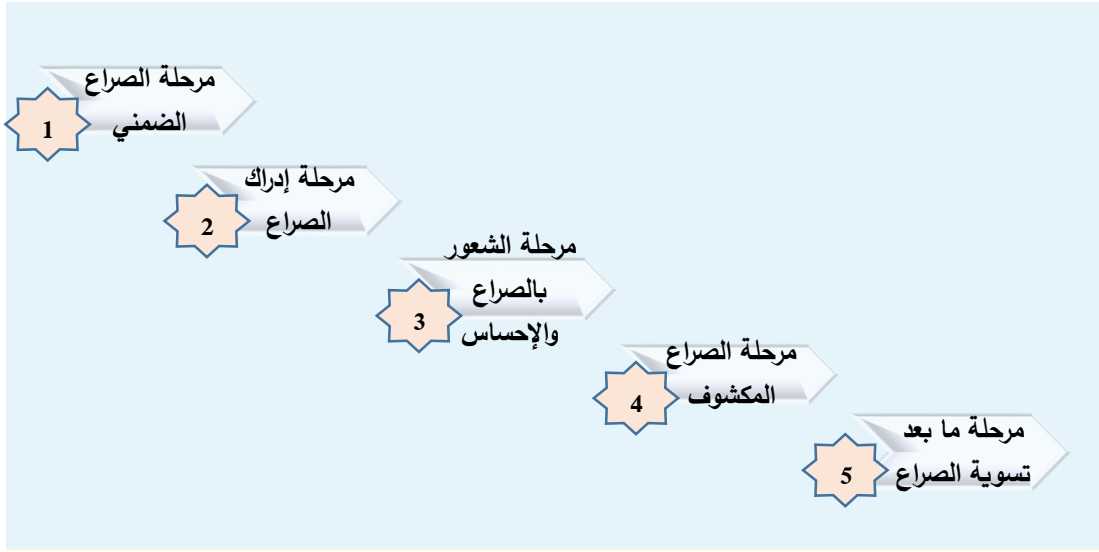 مرحلة الصراع
الضمني
1
مرحلة إدراك
الصراع
2
مرحلة الشعور
بالصراع
والإحساس
3
مرحلة الصراع
المكشوف
4
مرحلة ما بعد
تسوية الصراع
5